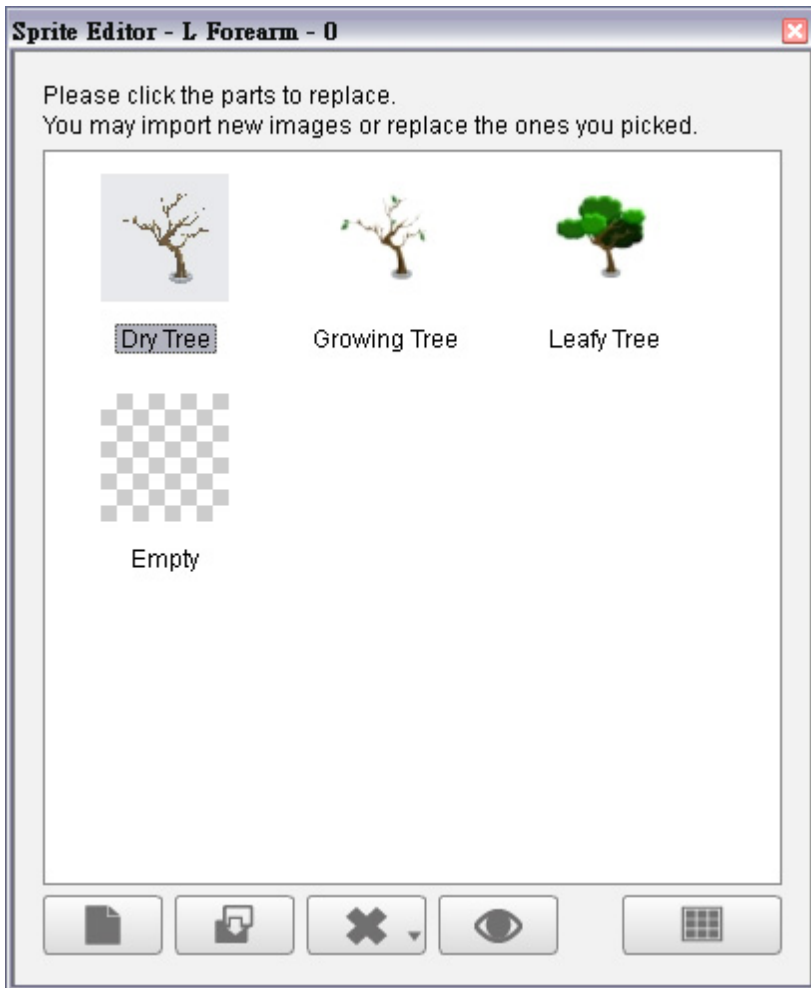 Sprite Editor - L Forearm - 0
Please click the parts to replace.
You may import new images or replace the ones you picked.
Dry Tree
Growing Tree
Leafy Tree
Empty